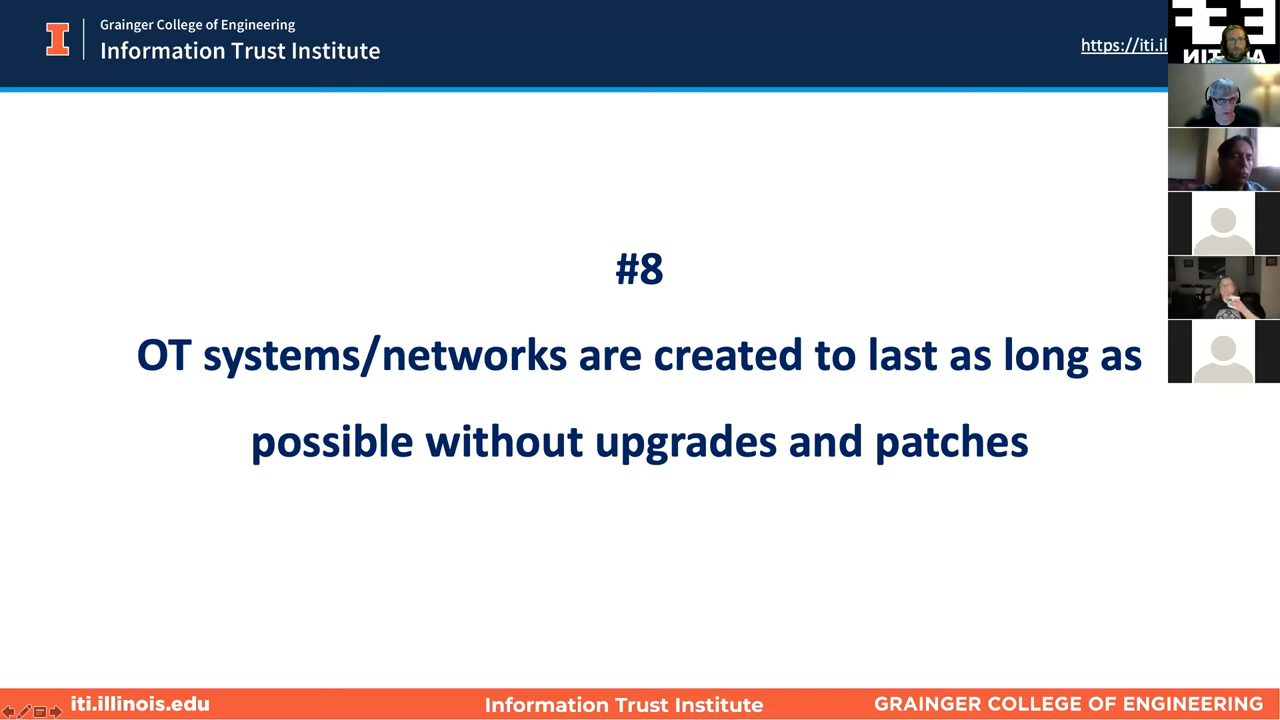 Grainger College of Engineering
Information Trust Institute
https://iti.il
#8
OT systems/networks are created to last as long as
possible without upgrades and patches
iti.illinois.edu
Information Trust Institute
GRAINGER COLLEGE OF ENGINEERING